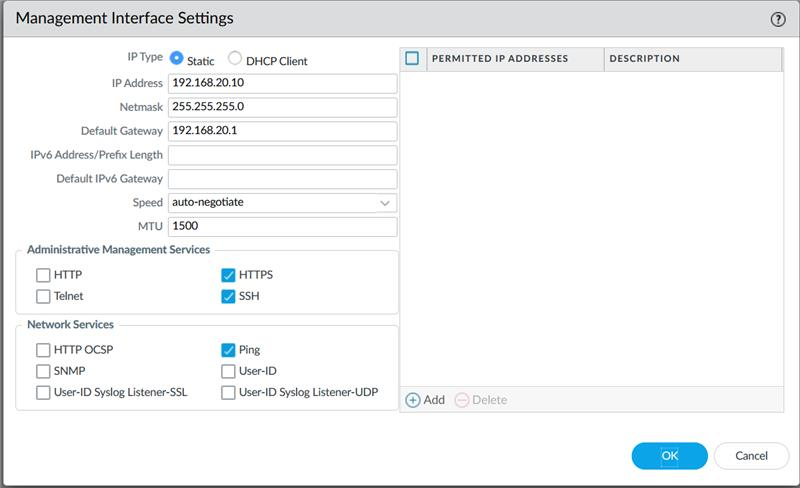 Management Interface Settings
IP Type Static DHCP Client
IP Address 192.168.20.10
Netmask 255.255.255.0
Default Gateway 192.168.20.1
IPv6 Address/Prefix Length
Default IPv6 Gateway
Speed auto-negotiate
MTU 1500
Administrative Management Services
HTTP HTTPS
Telnet SSH
Network Services
HTTP OCSP Ping
SNMP User-ID
User-ID Syslog Listener-SSL User-ID Syslog Listener-UDP
PERMITTED IP ADDRESSES DESCRIPTION
Add Delete
OK Cancel